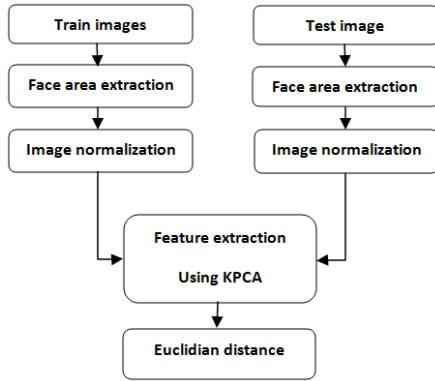 Train images
Test image
Face area extraction
Face area extraction
Image normalization
Image normalization
Feature extraction
Using KPCA
Euclidian distance